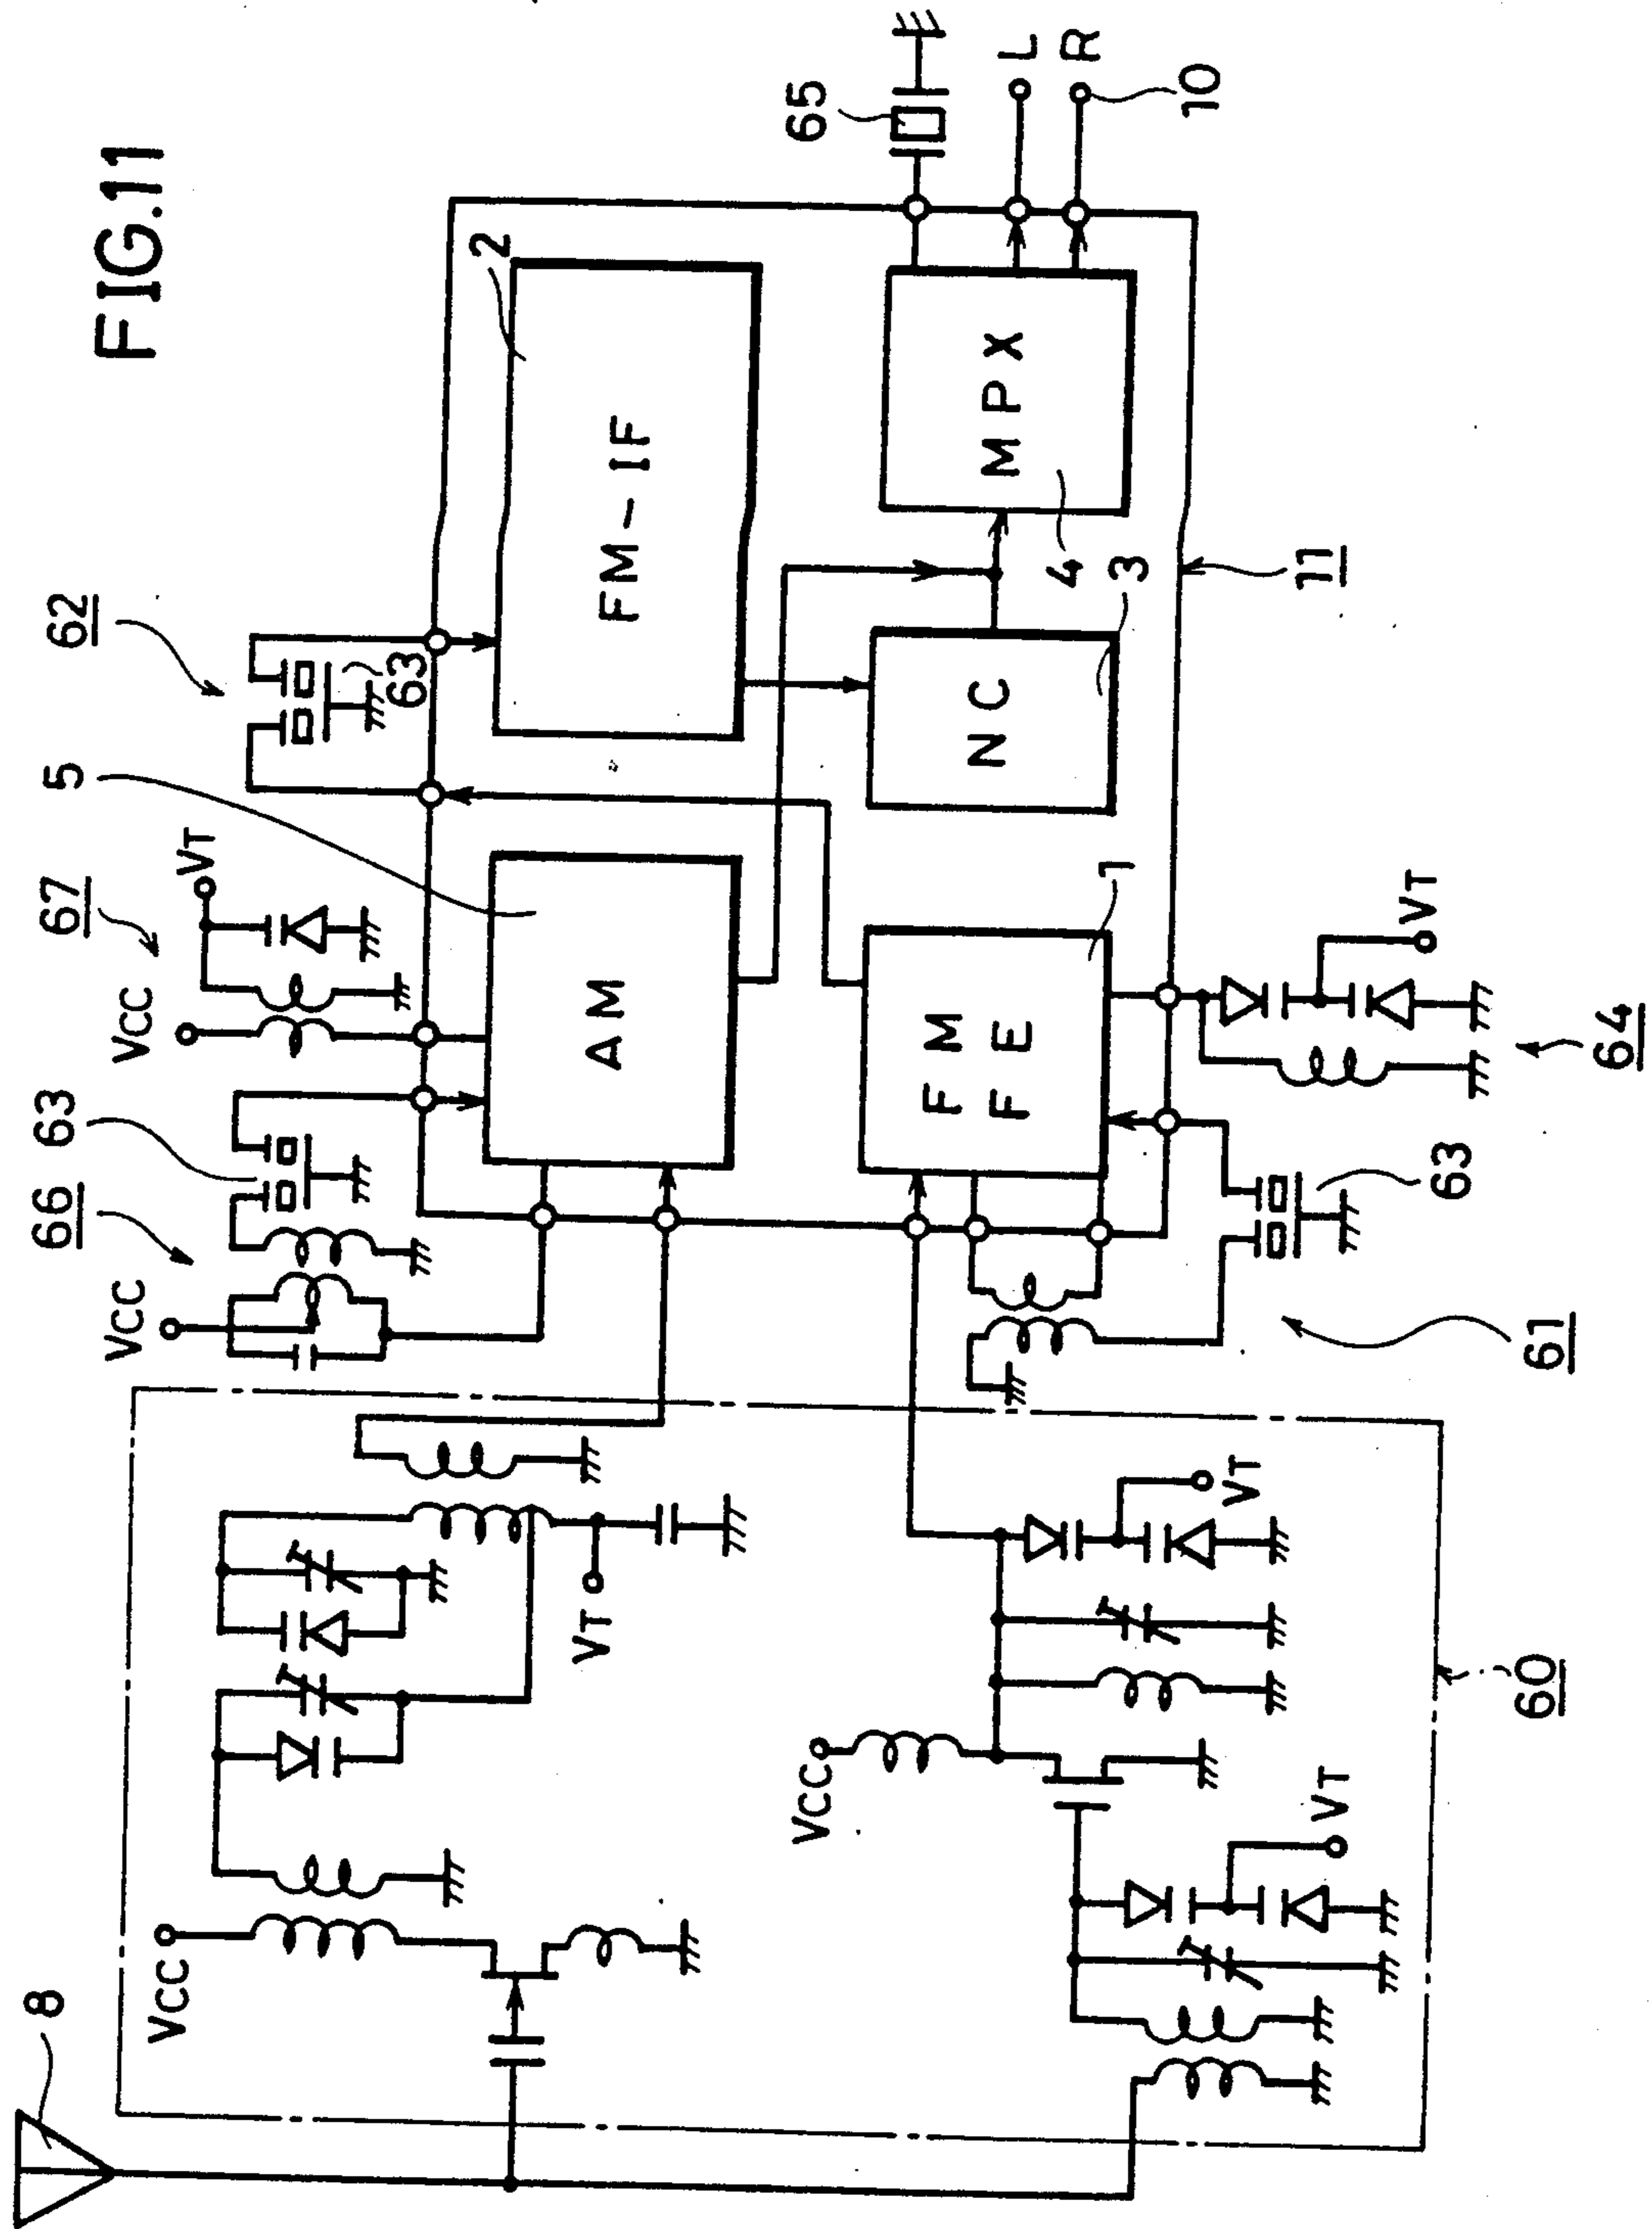 FIG.11
8
VCC
VCC
66
63
VCC
67
VT
5
62
63
2
65
L
R
10
AM
FM-IF
FM
FE
1
NC
3
MPX
4
11
VT
VCC
VT
VT
60
61
63
64
VT